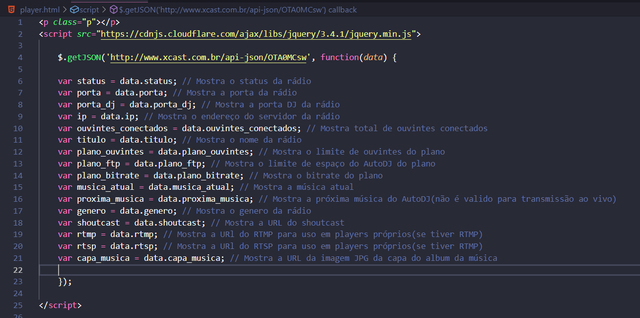 player.html > script > $.getJSON('http://www.xcast.com.br/api-json/OTA0MCsw') callback
1 <p class="p"></p>
2 <script src="https://cdnjs.cloudflare.com/ajax/libs/jquery/3.4.1/jquery.min.js">
3
4 $.getJSON('http://www.xcast.com.br/api-json/OTA0MCsw', function(data) {
5
6 var status = data.status; // Mostra o status da rádio
7 var porta = data.porta; // Mostra a porta da rádio
8 var porta_dj = data.porta_dj; // Mostra a porta DJ da rádio
9 var ip = data.ip; // Mostra o endereço do servidor da rádio
10 var ouvintes_conectados = data.ouvintes_conectados; // Mostra total de ouvintes conectados
11 var titulo = data.titulo; // Mostra o nome da rádio
12 var plano_ouvintes = data.plano_ouvintes; // Mostra o limite de ouvintes do plano
13 var plano_ftp = data.plano_ftp; // Mostra o limite de espaço do AutoDJ do plano
14 var plano_bitrate = data.plano_bitrate; // Mostra o bitrate do plano
15 var musica_atual = data.musica_atual; // Mostra a música atual
16 var proxima_musica = data.proxima_musica; // Mostra a próxima música do AutoDJ(não é valido para transmissão ao vivo)
17 var genero = data.genero; // Mostra o genero da rádio
18 var shoutcast = data.shoutcast; // Mostra a URL do shoutcast
19 var rtmp = data.rtmp; // Mostra a URl do RTMP para uso em players próprios(se tiver RTMP)
20 var rtsp = data.rtsp; // Mostra a URl do RTSP para uso em players próprios(se tiver RTMP)
21 var capa_musica = data.capa_musica; // Mostra a URL da imagem JPG da capa do album da música
22
23 });
24
25 </script>
26